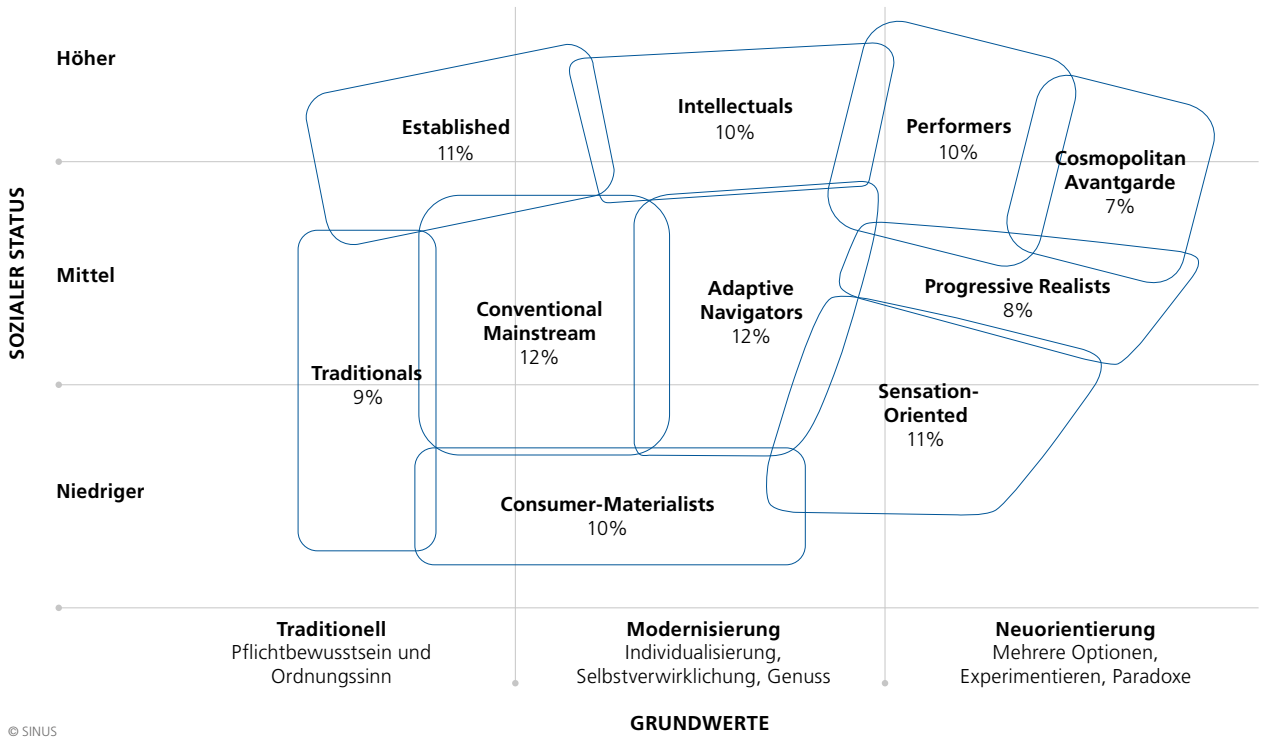 SOZIALER STATUS
Höher
Mittel
Niedriger
Established
11%
Intellectuals
10%
Performers
10%
Cosmopolitan
Avantgarde
7%
Traditionals
9%
Conventional
Mainstream
12%
Adaptive
Navigators
12%
Progressive Realists
8%
Sensation-
Oriented
11%
Consumer-Materialists
10%
Traditionell
Pflichtbewusstsein und
Ordnungssinn
Modernisierung
Individualisierung,
Selbstverwirklichung, Genuss
Neuorientierung
Mehrere Optionen,
Experimentieren, Paradoxe
GRUNDWERTE
© SINUS